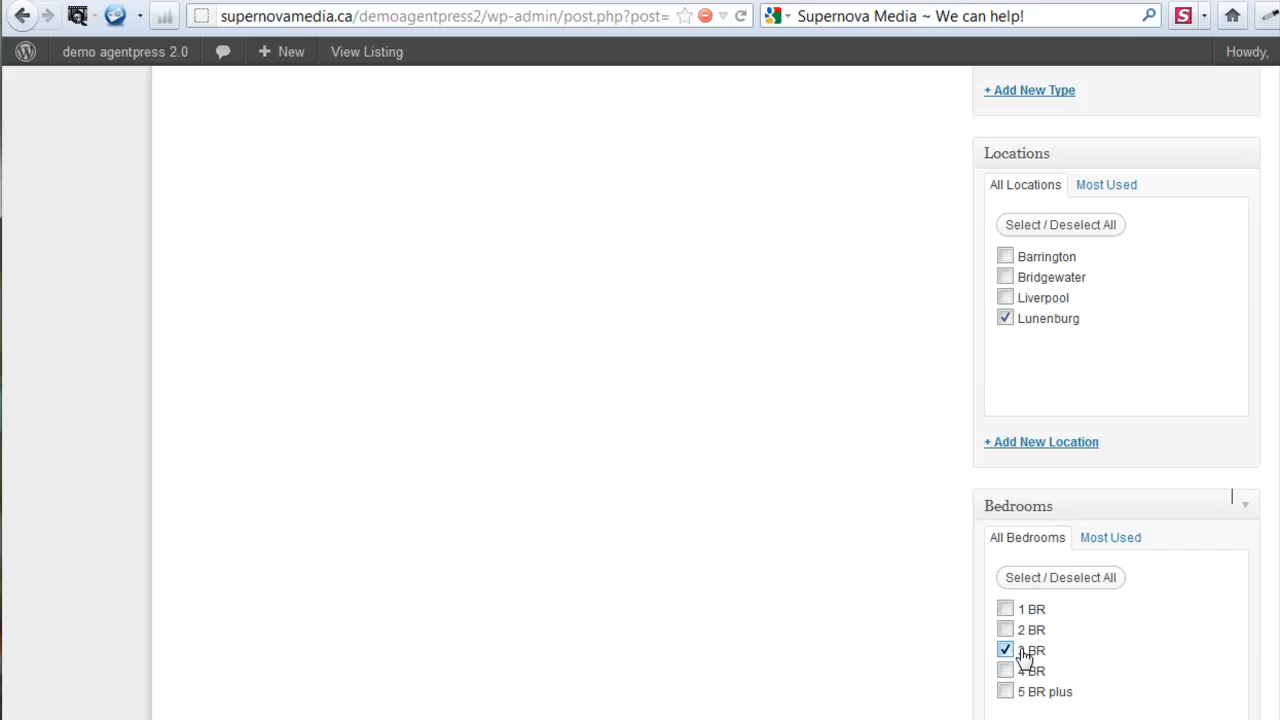 supernovamedia.ca/demoagentpress2/wp-admin/post.php?post=
Supernova Media ~ We can help!
S
demo agentpress 2.0
+ New
View Listing
Howdy,
+ Add New Type
Locations
All Locations
Most Used
Select / Deselect All
Barrington
Bridgewater
Liverpool
Lunenburg
+ Add New Location
Bedrooms
All Bedrooms
Most Used
Select / Deselect All
1 BR
2 BR
3 BR
4 BR
5 BR plus